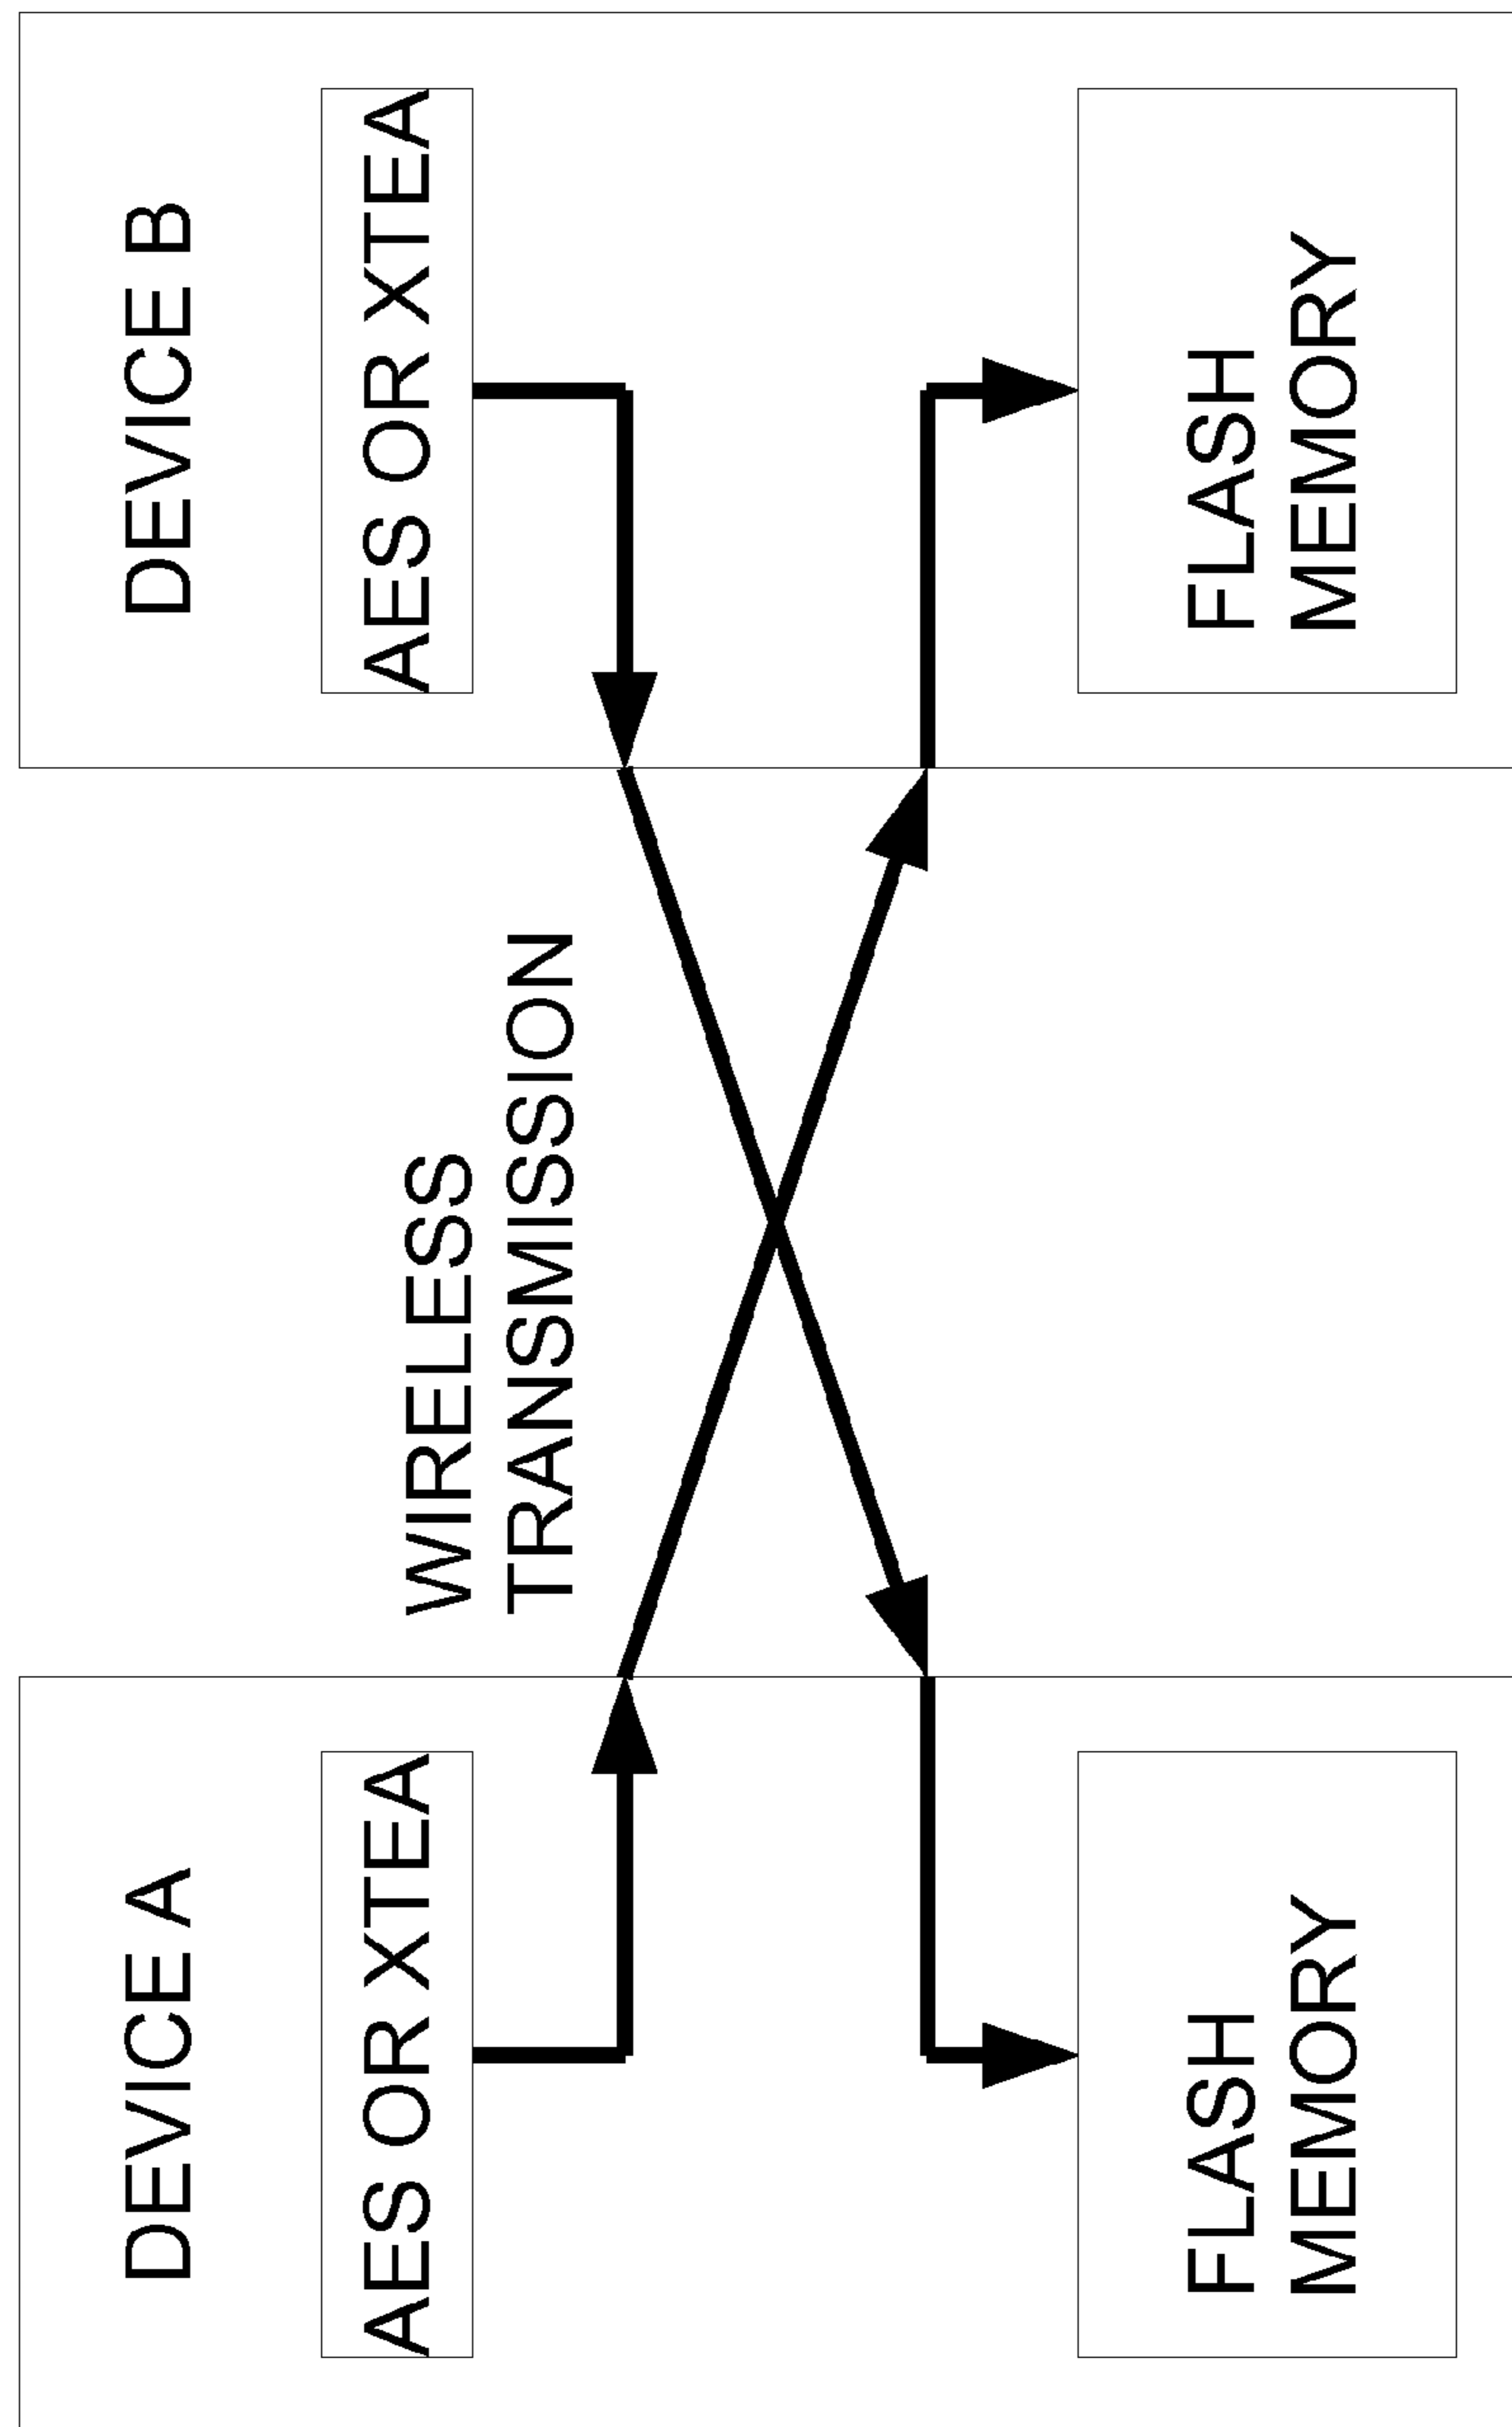 DEVICE A
AES OR XTEA
FLASH
MEMORY
WIRELESS
TRANSMISSION
DEVICE B
AES OR XTEA
FLASH
MEMORY